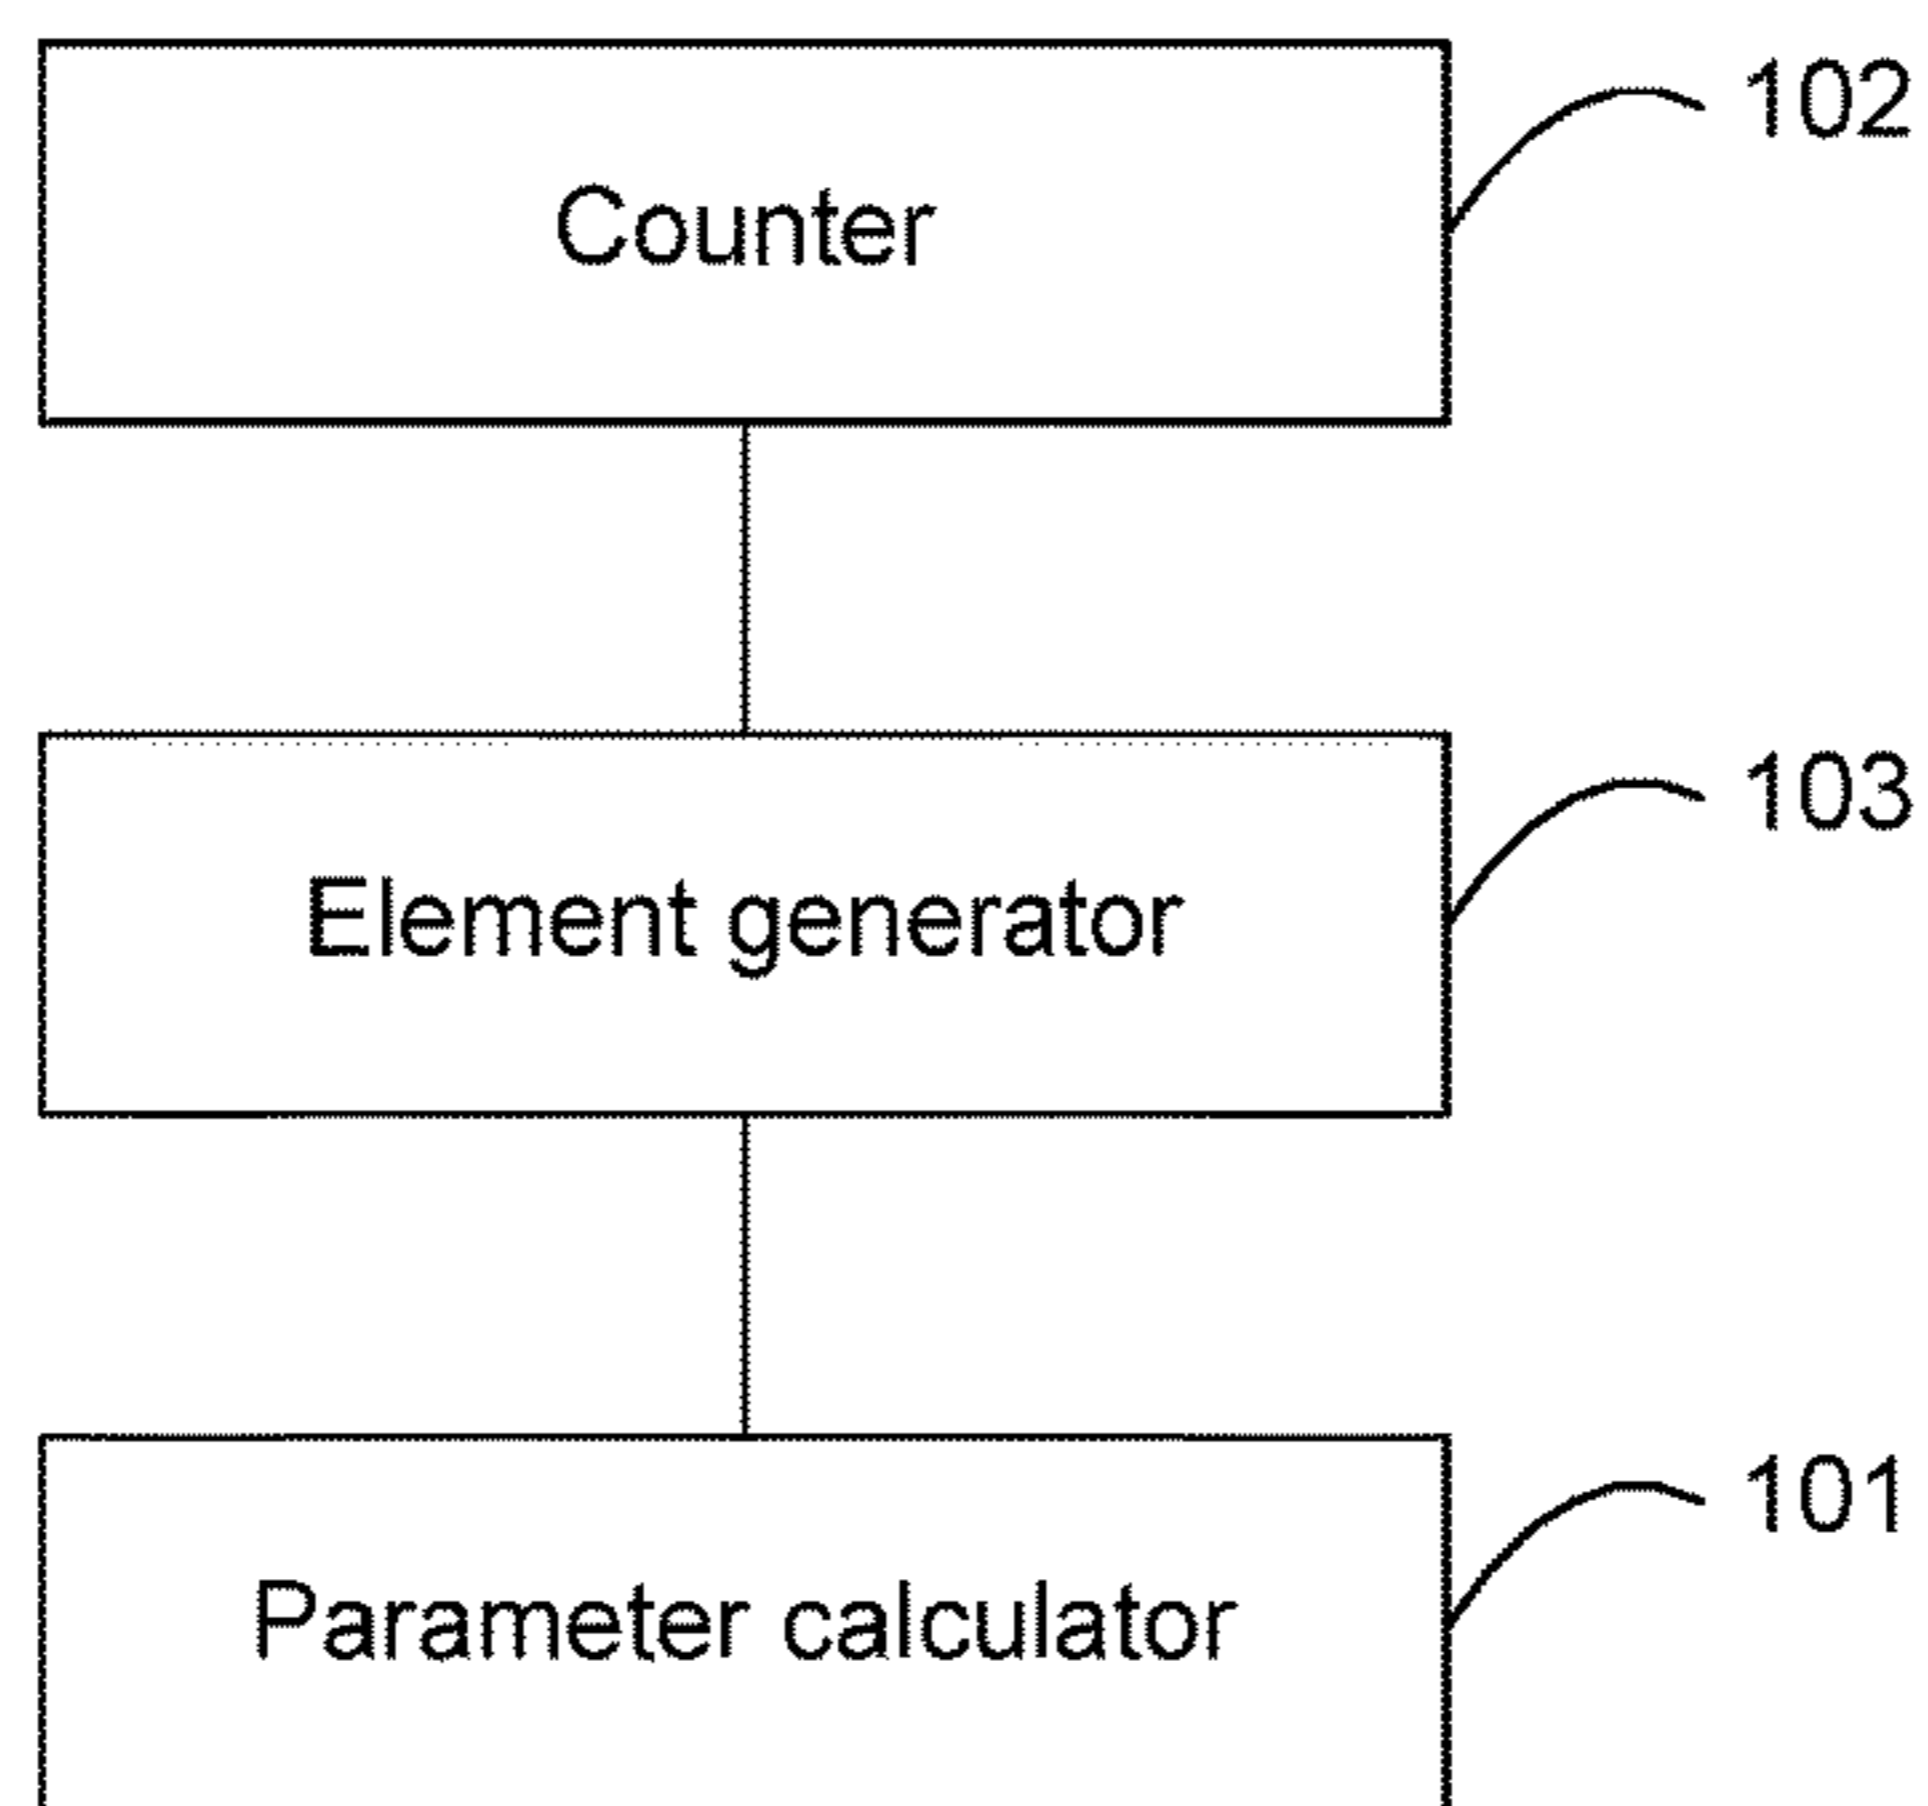 102
Counter
103
Element generator
101
Parameter calculator